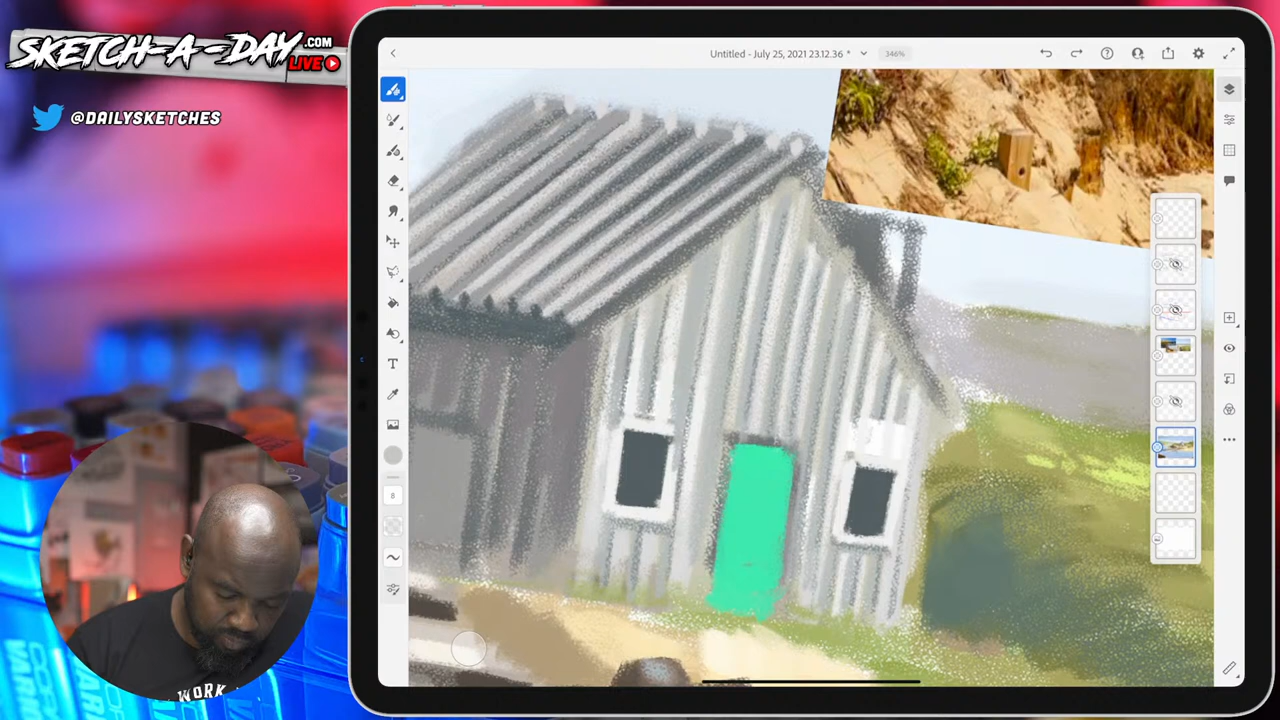 SKETCH-A-DAY.COM
LIVE
@DAILYSKETCHES
Untitled - July 25, 2021 23.12.36 *
346%
T
8
WORK